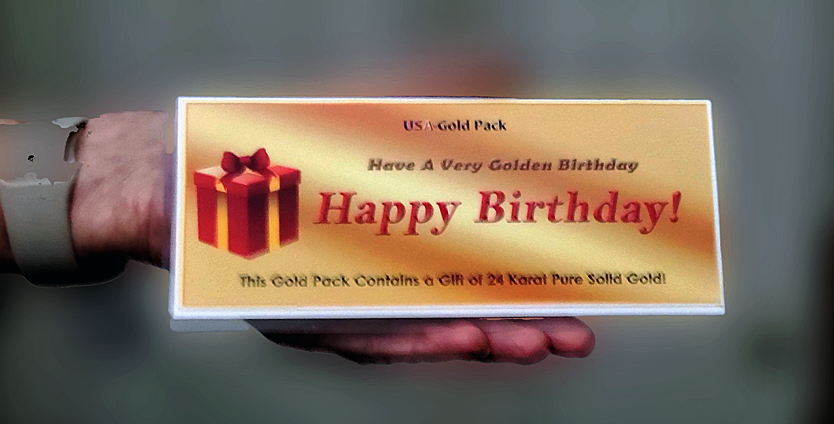 USA-Gold Pack
Have A Very Golden Birthday
Happy Birthday!
This Gold Pack Contains a Gift of 24 Karat Pure Solid Gold!